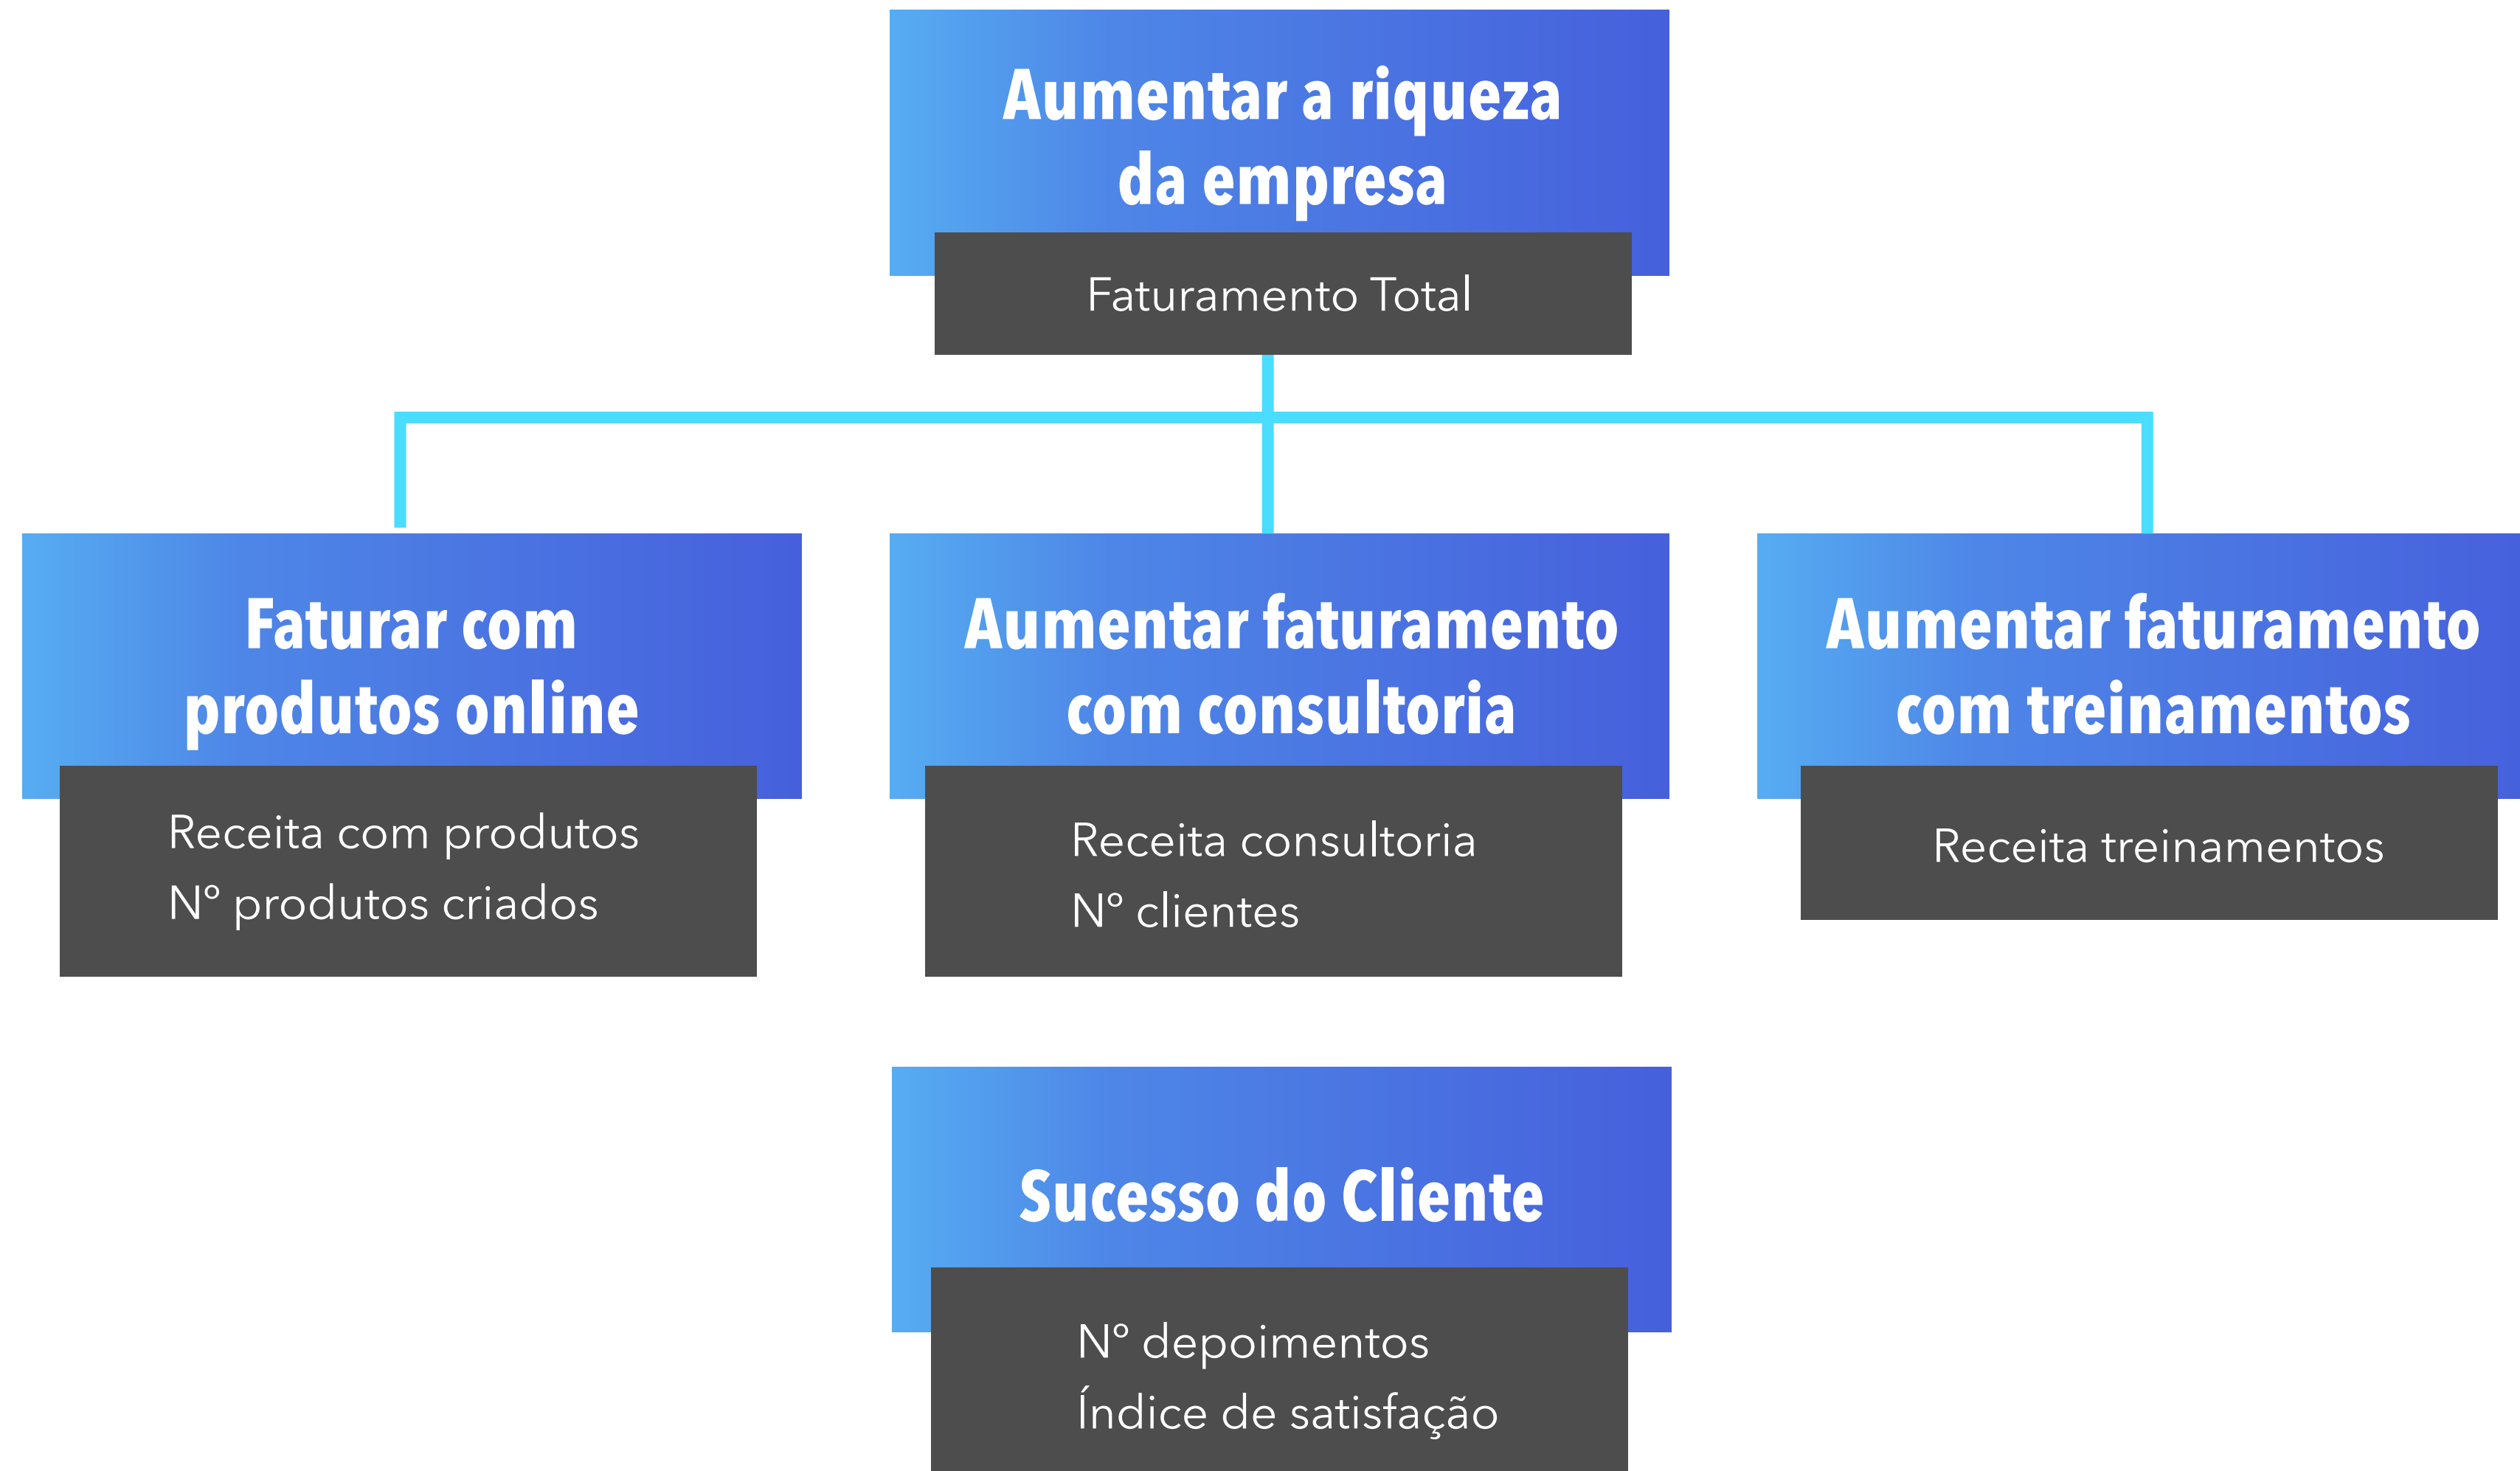 Aumentar a riqueza
da empresa
Faturamento Total
Faturar com
produtos online
Receita com produtos
Nº produtos criados
Aumentar faturamento
com consultoria
Receita consultoria
Nº clientes
Aumentar faturamento
com treinamentos
Receita treinamentos
Sucesso do Cliente
Nº depoimentos
Índice de satisfação